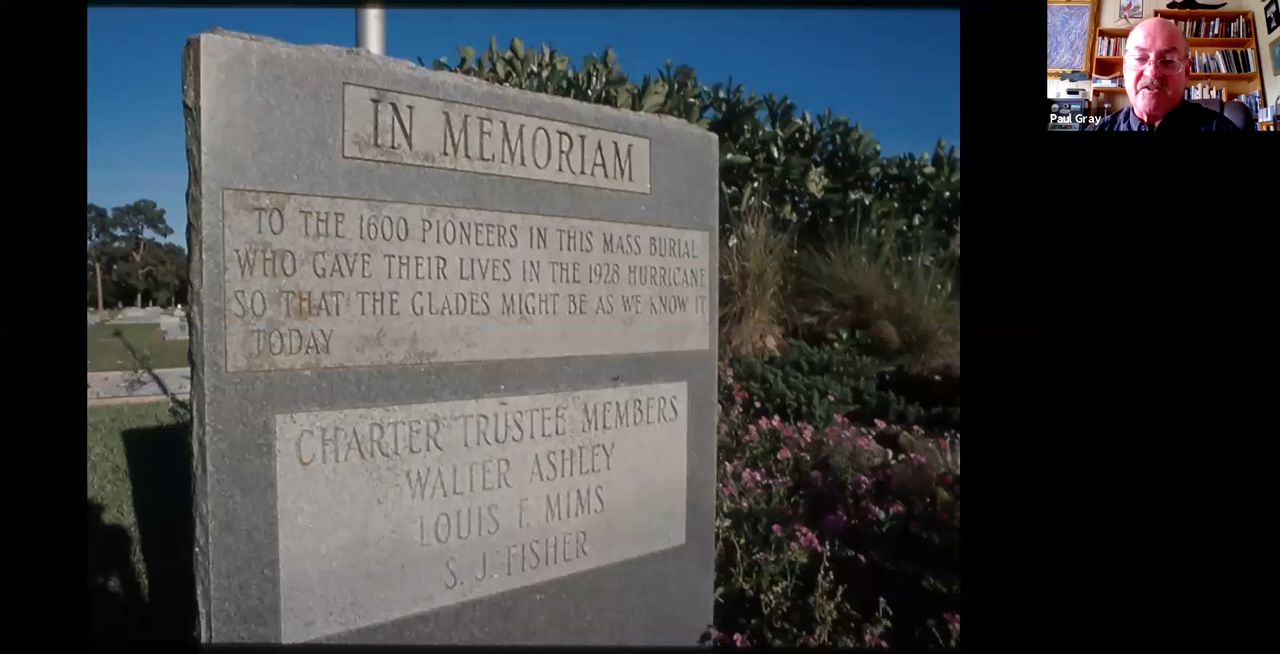 IN MEMORIAM
TO THE 1600 PIONEERS IN THIS MASS BURIAL
WHO GAVE THEIR LIVES IN THE 1928 HURRICANE
SO THAT THE GLADES MIGHT BE AS WE KNOW IT
TODAY
CHARTER TRUSTEE MEMBERS
WALTER ASHLEY
LOUIS F. MIMS
S. J. FISHER
Paul Gray